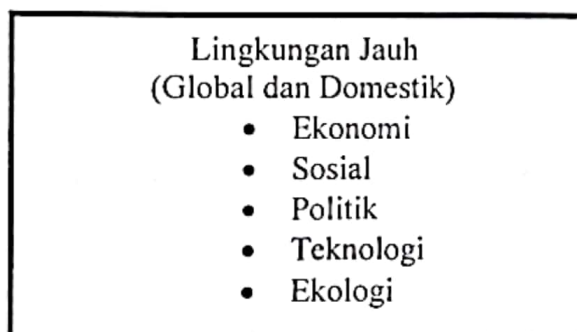 Lingkungan Jauh
(Global dan Domestik)
• Ekonomi
• Sosial
• Politik
• Teknologi
• Ekologi